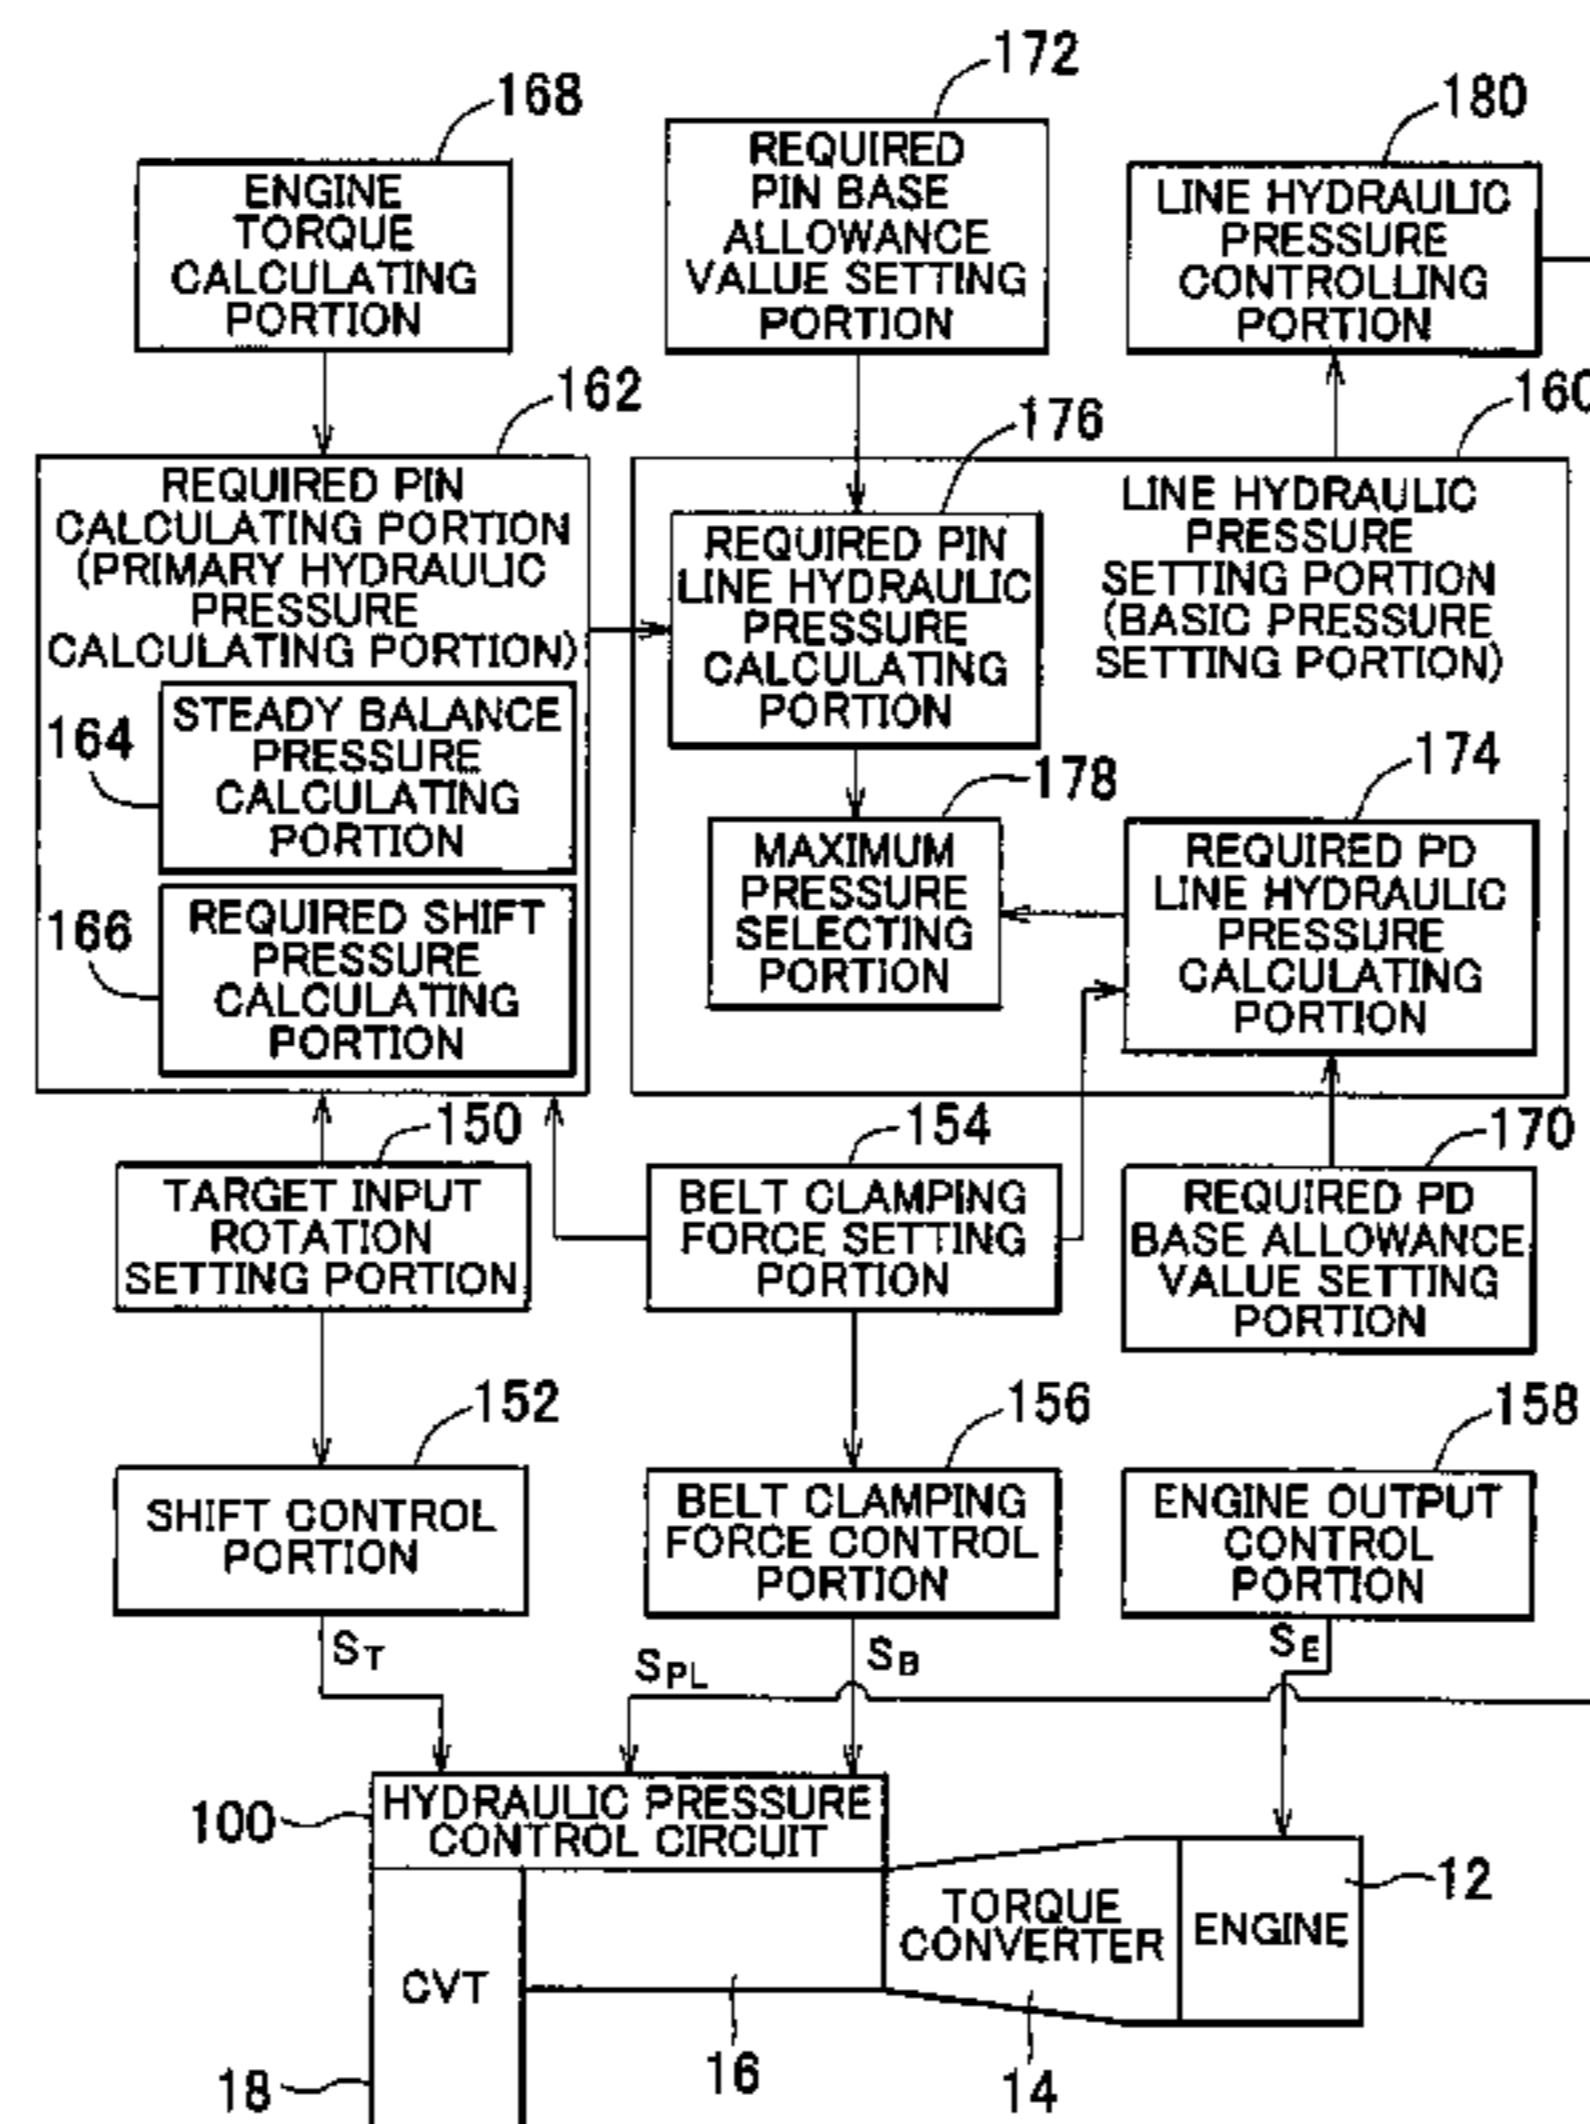 172
168
180
ENGINE
TORQUE
CALCULATING
PORTION
REQUIRED
PIN BASE
ALLOWANCE
VALUE SETTING
PORTION
LINE HYDRAULIC
PRESSURE
CONTROLLING
PORTION
162
176
160
REQUIRED PIN
CALCULATING PORTION
(PRIMARY HYDRAULIC
PRESSURE
CALCULATING PORTION)
REQUIRED PIN
LINE HYDRAULIC
PRESSURE
CALCULATING
PORTION
LINE HYDRAULIC
PRESSURE
SETTING PORTION
(BASIC PRESSURE
SETTING PORTION)
164
STEADY BALANCE
PRESSURE
CALCULATING
PORTION
178
174
166
REQUIRED SHIFT
PRESSURE
CALCULATING
PORTION
MAXIMUM
PRESSURE
SELECTING
PORTION
REQUIRED PD
LINE HYDRAULIC
PRESSURE
CALCULATING
PORTION
150
154
170
TARGET INPUT
ROTATION
SETTING PORTION
BELT CLAMPING
FORCE SETTING
PORTION
REQUIRED PD
BASE ALLOWANCE
VALUE SETTING
PORTION
152
156
158
SHIFT CONTROL
PORTION
BELT CLAMPING
FORCE CONTROL
PORTION
ENGINE OUTPUT
CONTROL
PORTION
ST
SPL
SB
SE
100
HYDRAULIC PRESSURE
CONTROL CIRCUIT
12
TORQUE
CONVERTER
ENGINE
CVT
16
14
18